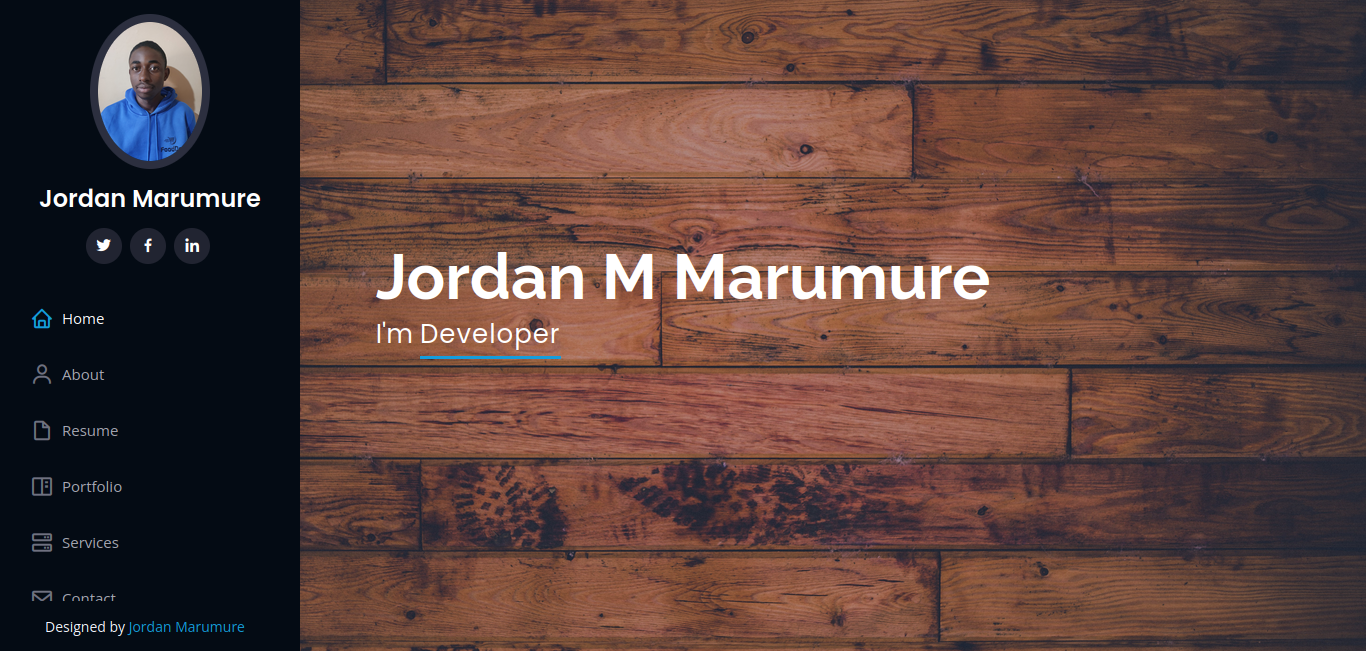 Jordan Marumure
Home
About
Resume
Portfolio
Services
Contact
Designed by Jordan Marumure
Jordan M Marumure
I'm Developer